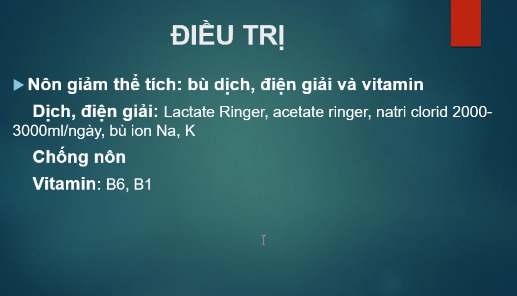 ĐIỀU TRỊ
Nôn giảm thể tích: bù dịch, điện giải và vitamin
Dịch, điện giải: Lactate Ringer, acetate ringer, natri clorid 2000-
3000ml/ngày, bù ion Na, K
Chống nôn
Vitamin: B6, B1